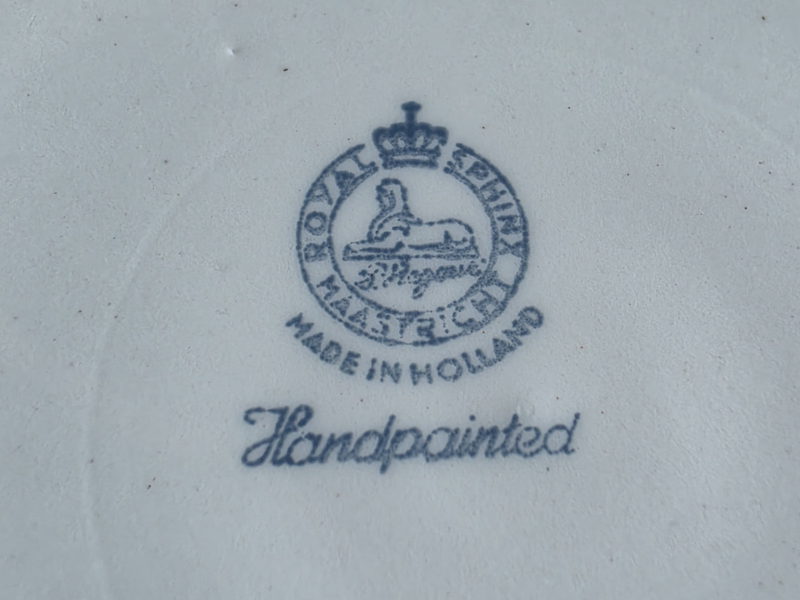 ROYAL SPHINX
P. Regout
MAASTRICHT
MADE IN HOLLAND
Handpainted